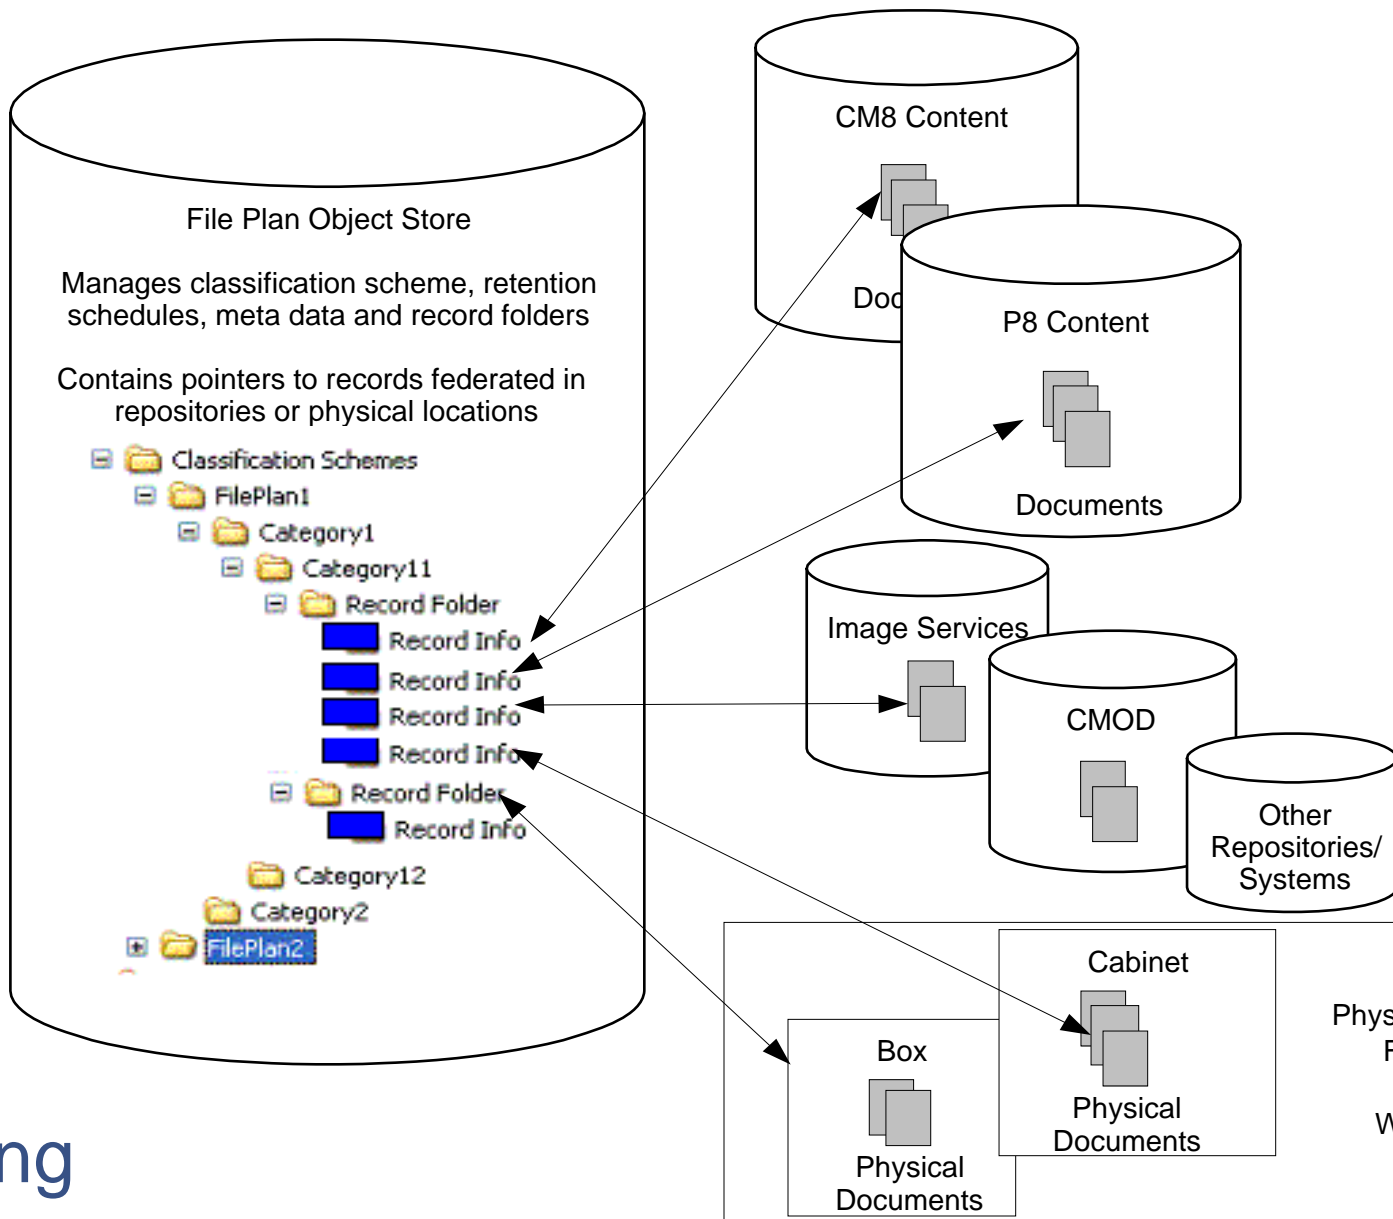 File Plan Object Store
Manages classification scheme, retention
schedules, meta data and record folders
Contains pointers to records federated in
repositories or physical locations
Classification Schemes
FilePlan1
Category1
Category11
Record Folder
Record Info
Record Info
Record Info
Record Info
Record Folder
Record Info
Category12
Category2
FilePlan2
CM8 Content
P8 Content
Documents
Image Services
CMOD
Other
Repositories/
Systems
Cabinet
Physical
Documents
Box
Physical
Documents